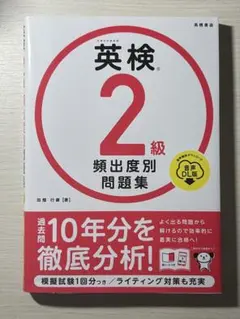 高橋書店
英検®
2級
頻出度別
問題集
音声
DL版
過去問
10年分を
徹底分析!
よく出る問題から
解けるので効率的に
着実に合格へ!
模擬試験1回分つき/ライティング対策も充実